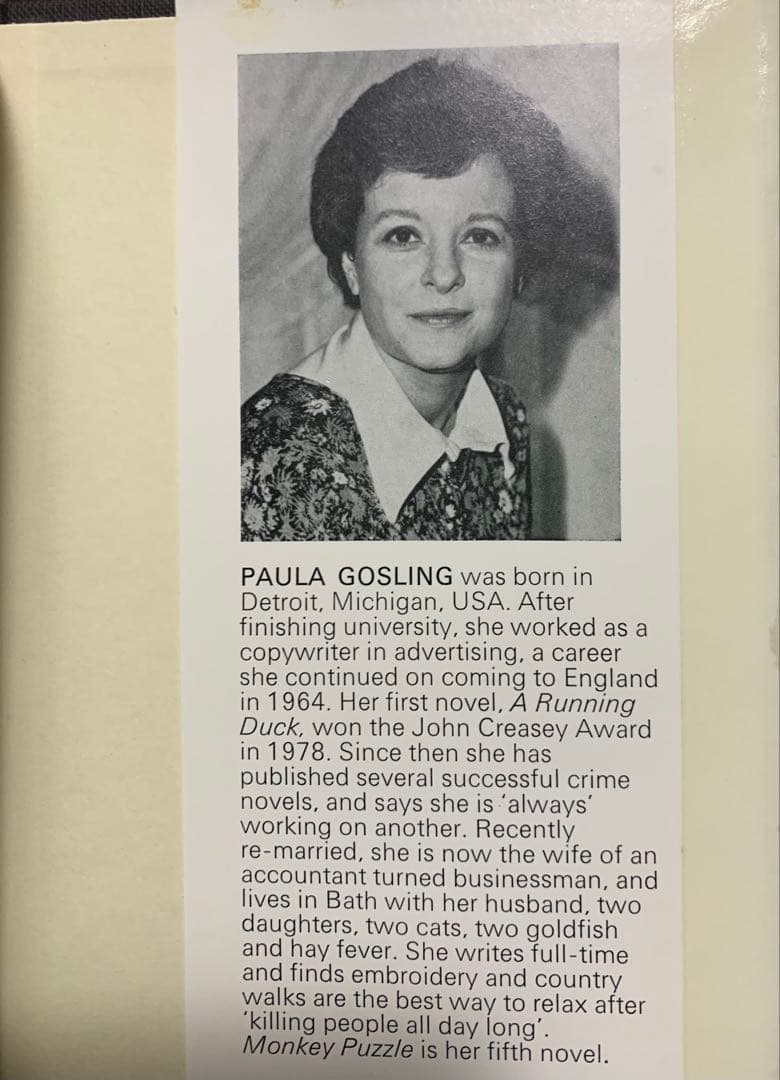 PAULA GOSLING was born in
Detroit, Michigan, USA. After
finishing university, she worked as a
copywriter in advertising, a career
she continued on coming to England
in 1964. Her first novel, A Running
Duck, won the John Creasey Award
in 1978. Since then she has
published several successful crime
novels, and says she is 'always'
working on another. Recently
re-married, she is now the wife of an
accountant turned businessman, and
lives in Bath with her husband, two
daughters, two cats, two goldfish
and hay fever. She writes full-time
and finds embroidery and country
walks are the best way to relax after
'killing people all day long'.
Monkey Puzzle is her fifth novel.